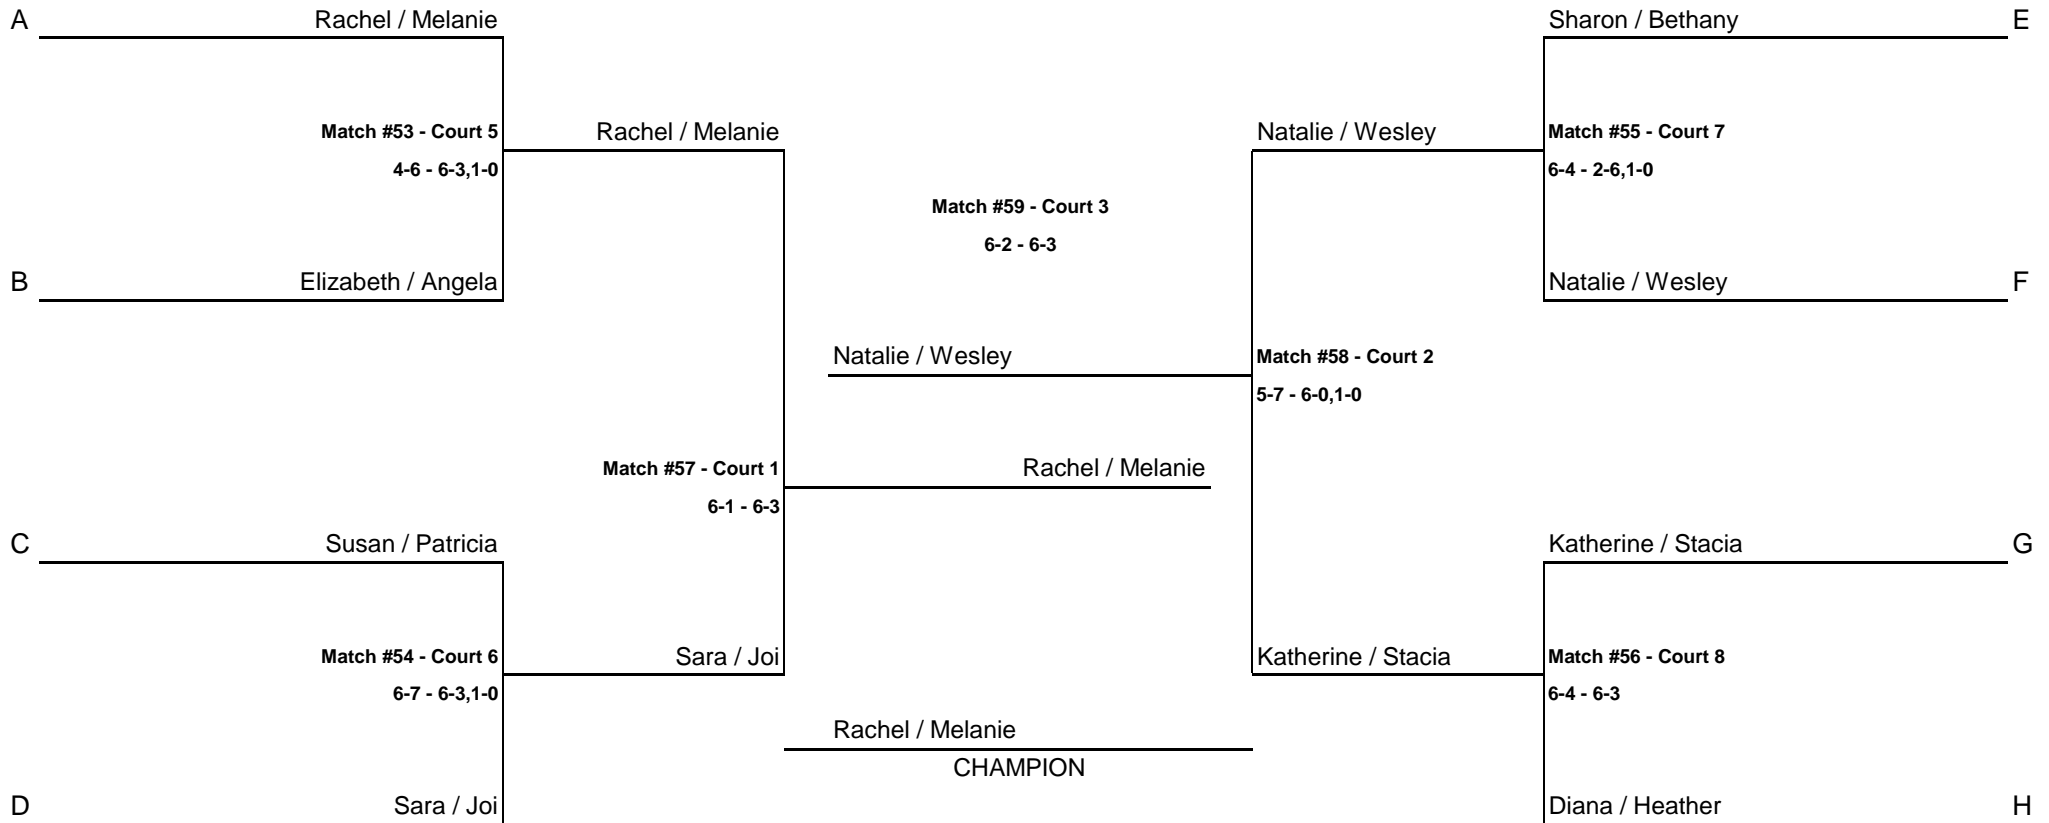 A
Rachel / Melanie
Sharon / Bethany
E
Match #53 - Court 5
Rachel / Melanie
Natalie / Wesley
Match #55 - Court 7
4-6 - 6-3,1-0
6-4 - 2-6,1-0
Match #59 - Court 3
6-2 - 6-3
B
Elizabeth / Angela
Natalie / Wesley
F
Natalie / Wesley
Match #58 - Court 2
5-7 - 6-0,1-0
Match #57 - Court 1
Rachel / Melanie
6-1 - 6-3
C
Susan / Patricia
Katherine / Stacia
G
Match #54 - Court 6
Sara / Joi
Katherine / Stacia
Match #56 - Court 8
6-7 - 6-3,1-0
6-4 - 6-3
Rachel / Melanie
CHAMPION
D
Sara / Joi
Diana / Heather
H